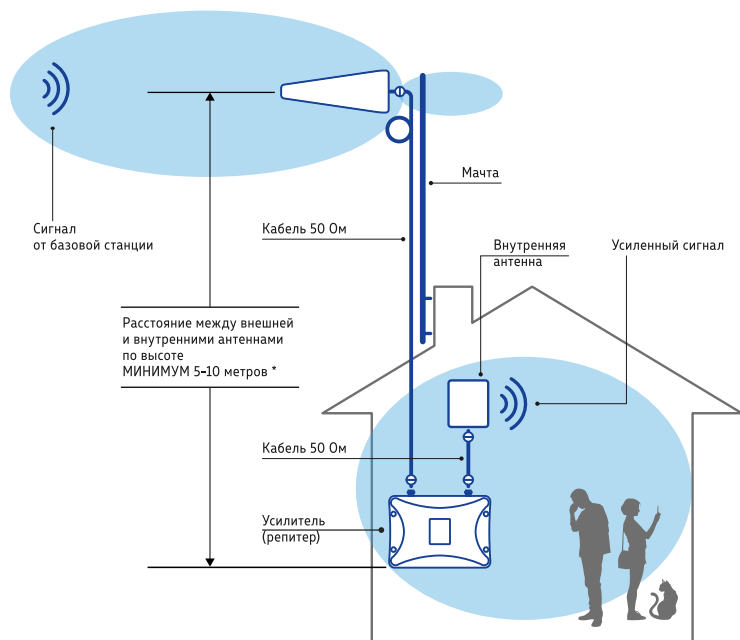 Сигнал
от базовой станции
Расстояние между внешней
и внутренними антеннами
по высоте
МИНИМУМ 5-10 метров *
Мачта
Кабель 50 Ом
Внутренняя
антенна
Усиленный сигнал
Кабель 50 Ом
Усилитель
(репитер)